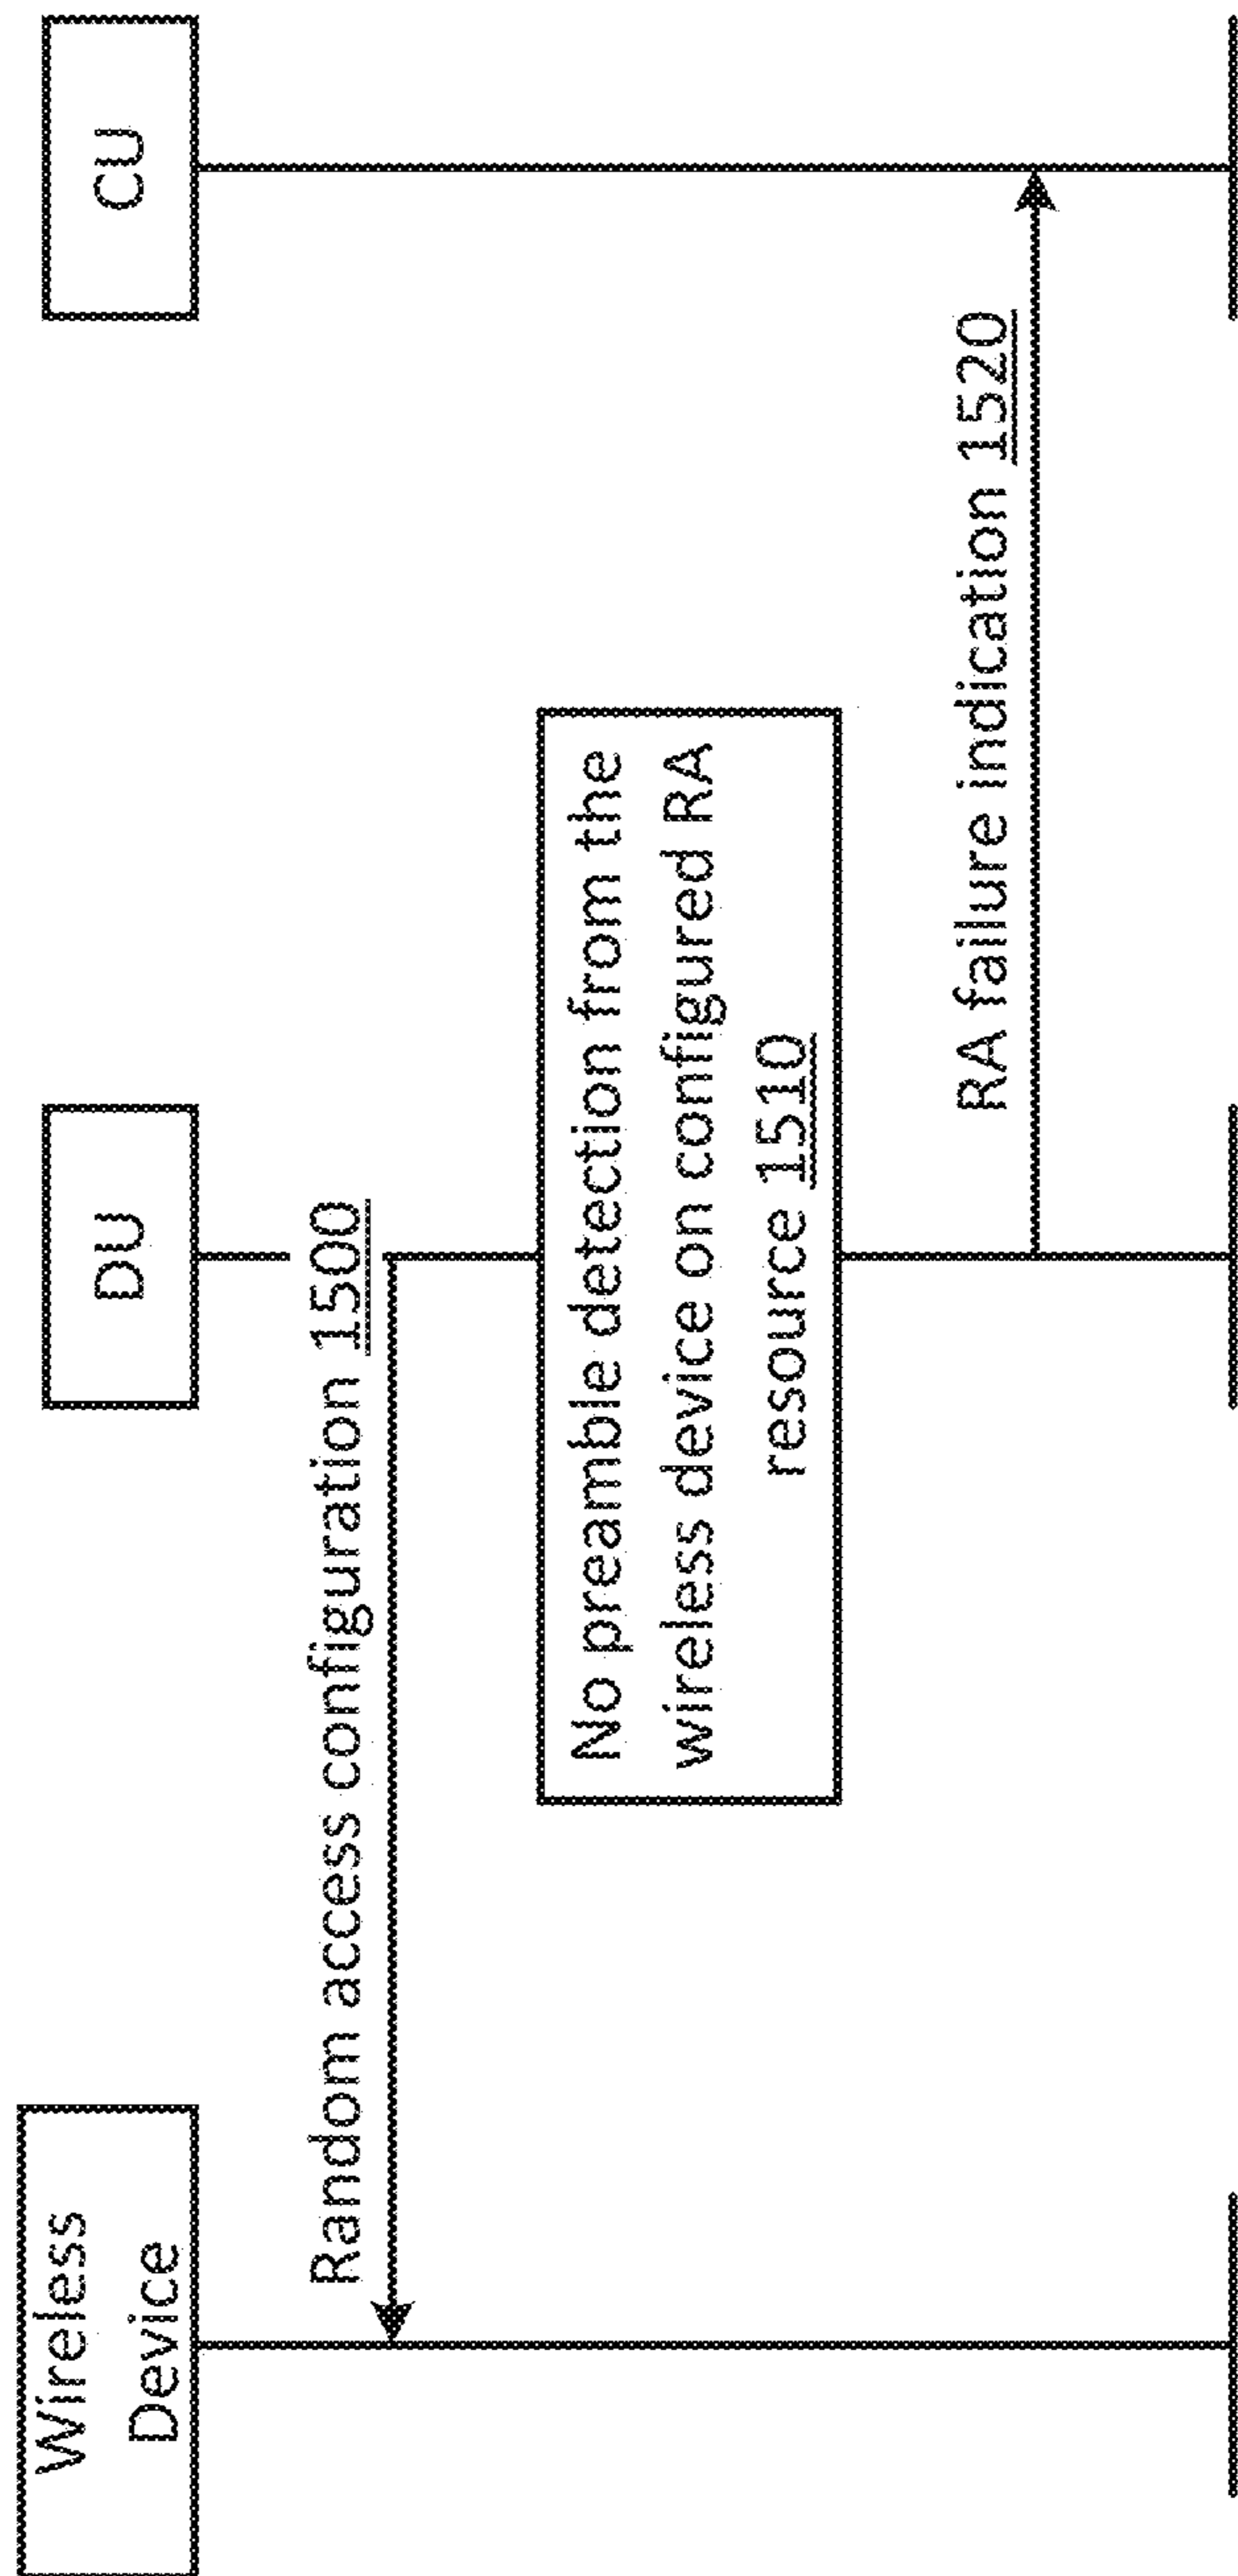 Wireless
Device
DU
CU
Random access configuration 1500
No preamble detection from the
wireless device on configured RA
resource 1510
RA failure indication 1520